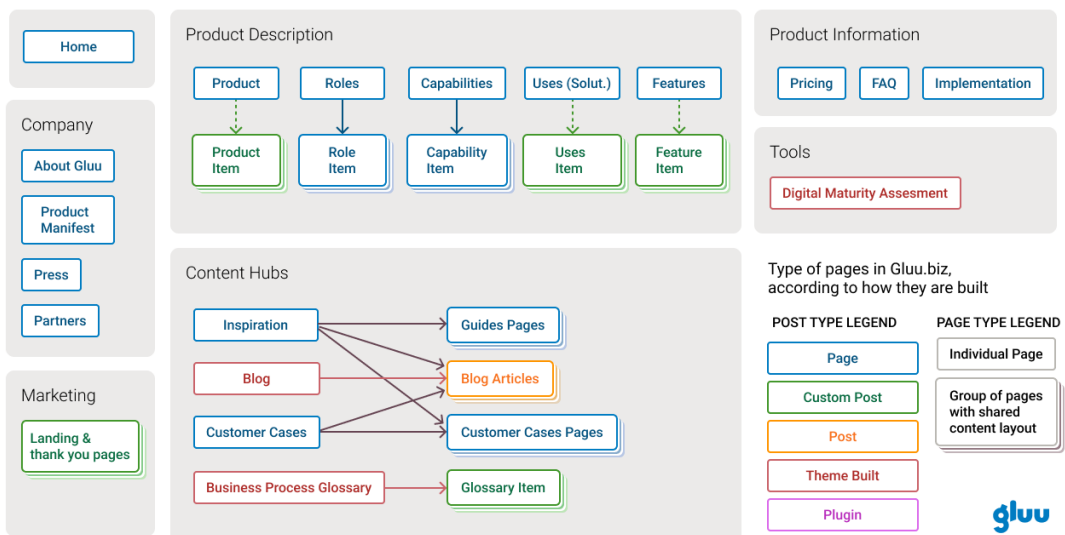 Home
Company
About Gluu
Product
Manifest
Press
Partners
Marketing
Landing &
thank you pages
Product Description
Product
Roles
Capabilities
Uses (Solut.)
Features
Product
Item
Role
Item
Capability
Item
Uses
Item
Feature
Item
Content Hubs
Inspiration
Guides Pages
Blog
Blog Articles
Customer Cases
Customer Cases Pages
Business Process Glossary
Glossary Item
Product Information
Pricing
FAQ
Implementation
Tools
Digital Maturity Assesment
Type of pages in Gluu.biz,
according to how they are built
POST TYPE LEGEND
Page
Custom Post
Post
Theme Built
Plugin
PAGE TYPE LEGEND
Individual Page
Group of pages
with shared
content layout
gluu